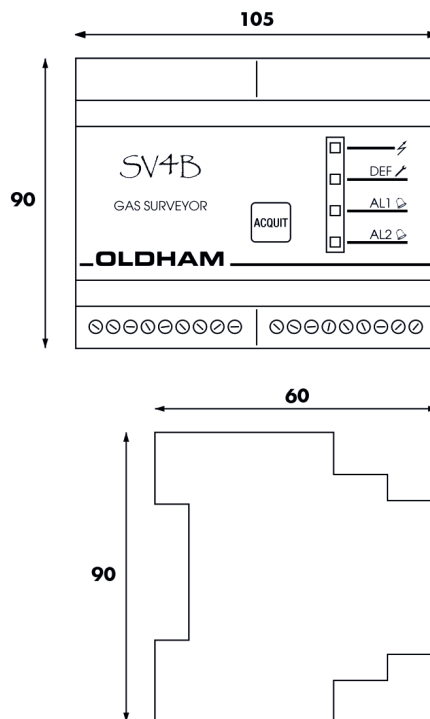 105
90
SV4B
GAS SURVEYOR
ACQUIT
DEF
AL1
AL2
OLDHAM
60
90